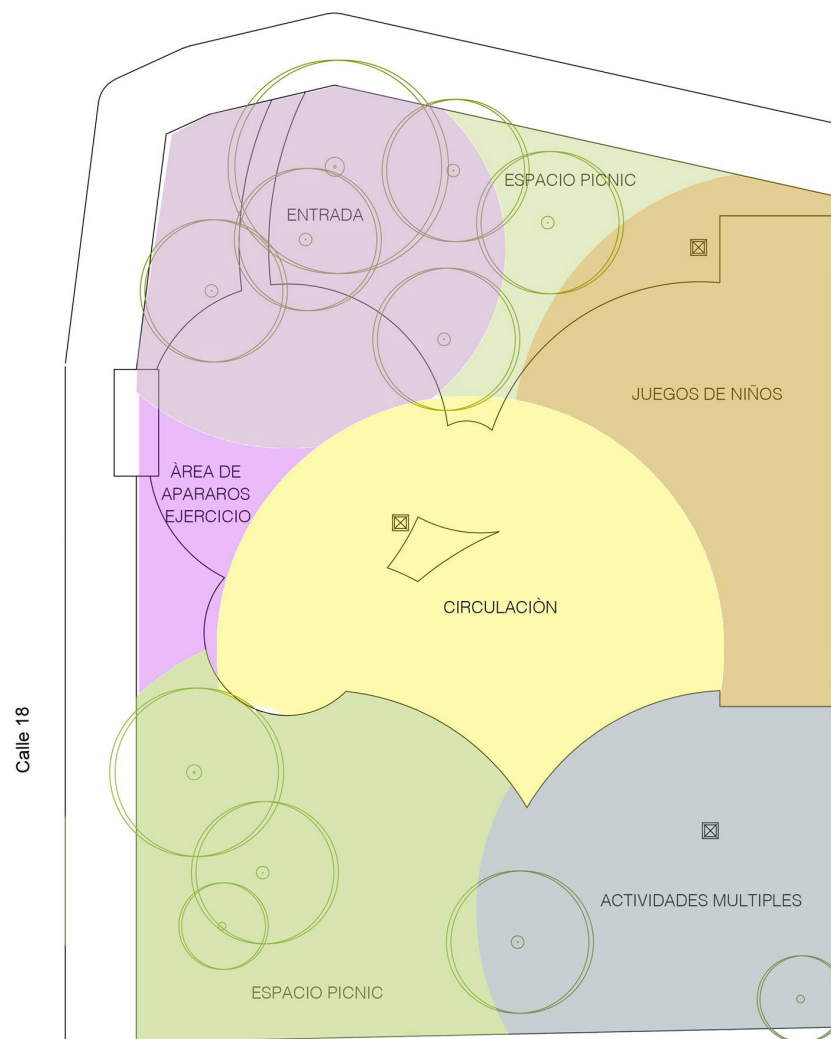 ESPACIO PICNIC
ENTRADA
JUEGOS DE NIÑOS
ÀREA DE
APARAROS
EJERCICIO
CIRCULACIÒN
Calle 18
ACTIVIDADES MULTIPLES
ESPACIO PICNIC